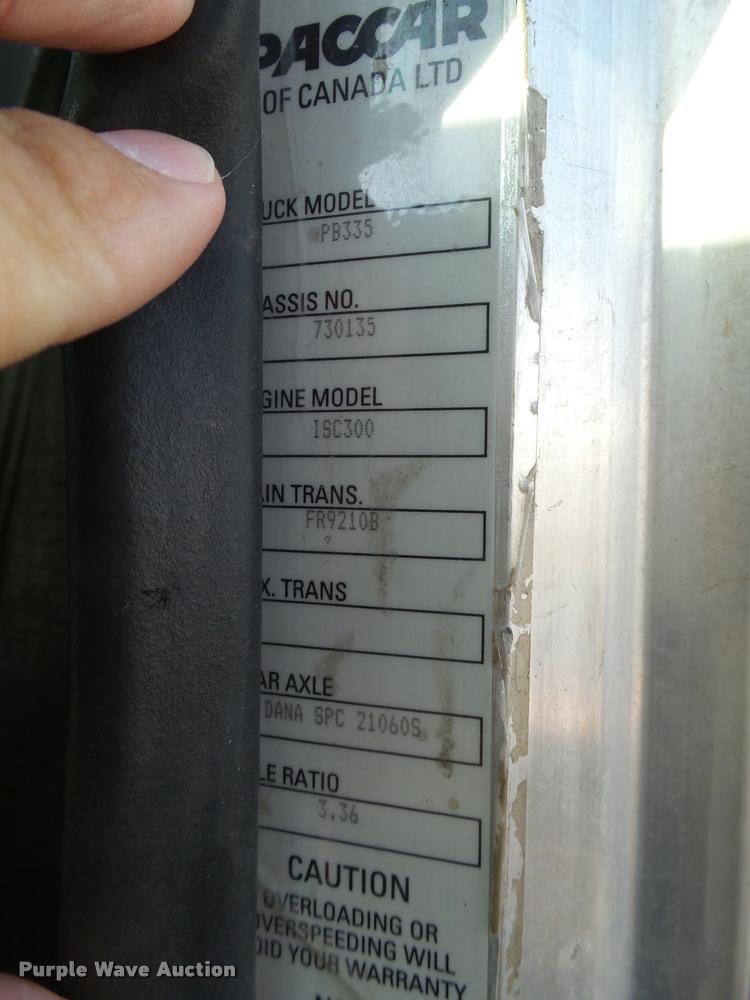 PACCAR
OF CANADA LTD
UCK MODEL
PB335
ASSIS NO.
730135
GINE MODEL
ISC300
IN TRANS.
FR9210B
X. TRANS
AR AXLE
DANA SPC 21060S
LE RATIO
3.36
CAUTION
OVERLOADING OR
OVERSPEEDING WILL
OID YOUR WARRANTY
Purple Wave Auction